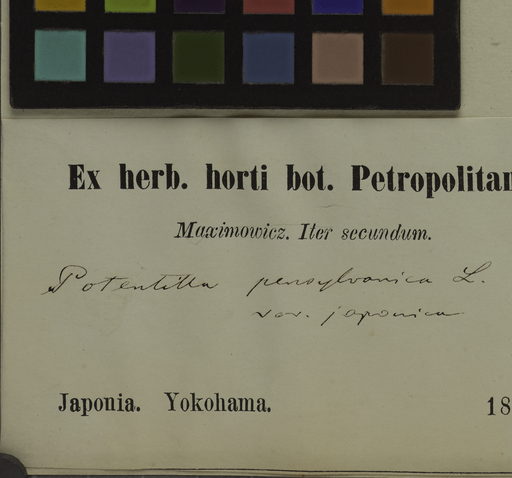 Ex herb. horti bot. Petropolitan
Maximowicz. Iter secundum.
Potentilla pensylvanica L.
var. japonica
Japonia. Yokohama. 18